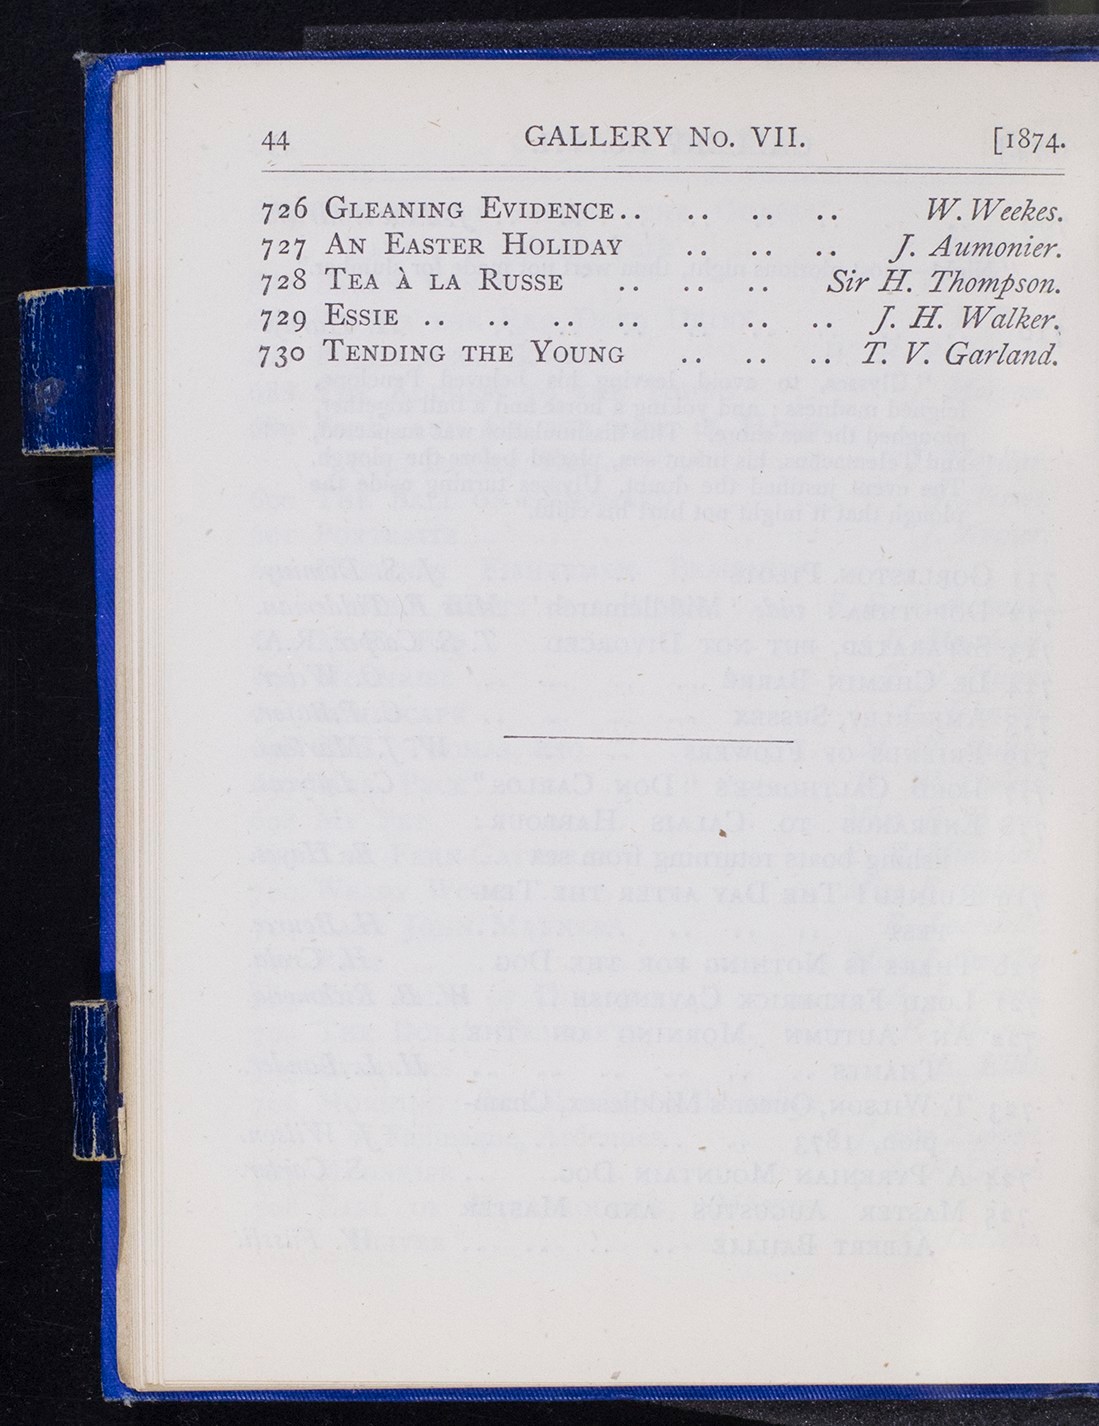 44 GALLERY No. VII. [1874.
726 GLEANING EVIDENCE.. .. .. .. W. Weekes.
727 AN EASTER HOLIDAY .. .. .. J. Aumonier.
728 TEA À LA RUSSE .. .. .. Sir H. Thompson.
729 ESSIE .. .. .. .. .. .. .. J. H. Walker.
730 TENDING THE YOUNG .. .. .. T. V. Garland.